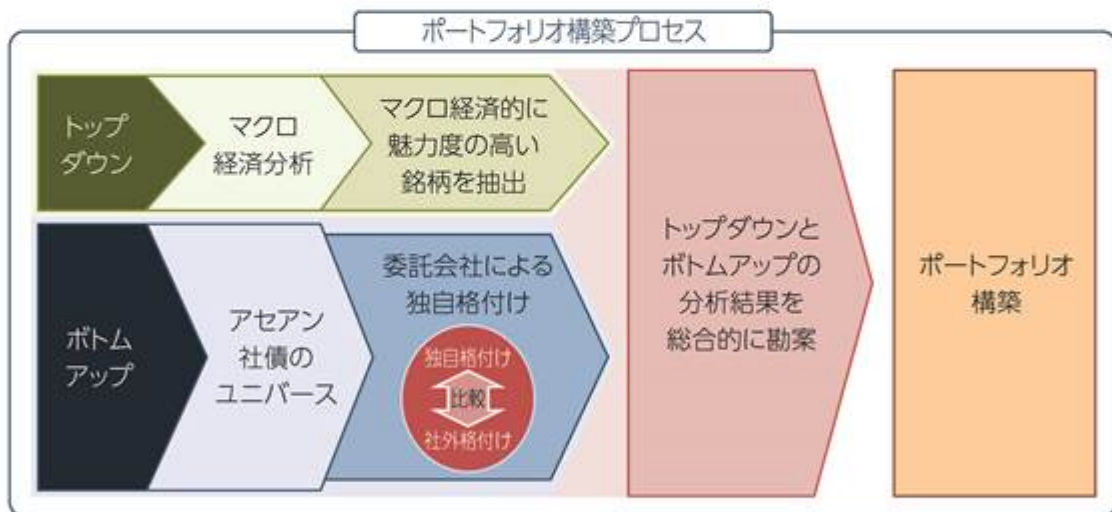 ポートフォリオ構築プロセス
トップ
ダウン
マクロ
経済分析
マクロ経済的に
魅力度の高い
銘柄を抽出
ボトム
アップ
アセアン
社債の
ユニバース
委託会社による
独自格付け
独自格付け
比較
社外格付け
トップダウンと
ボトムアップの
分析結果を
総合的に勘案
ポートフォリオ
構築